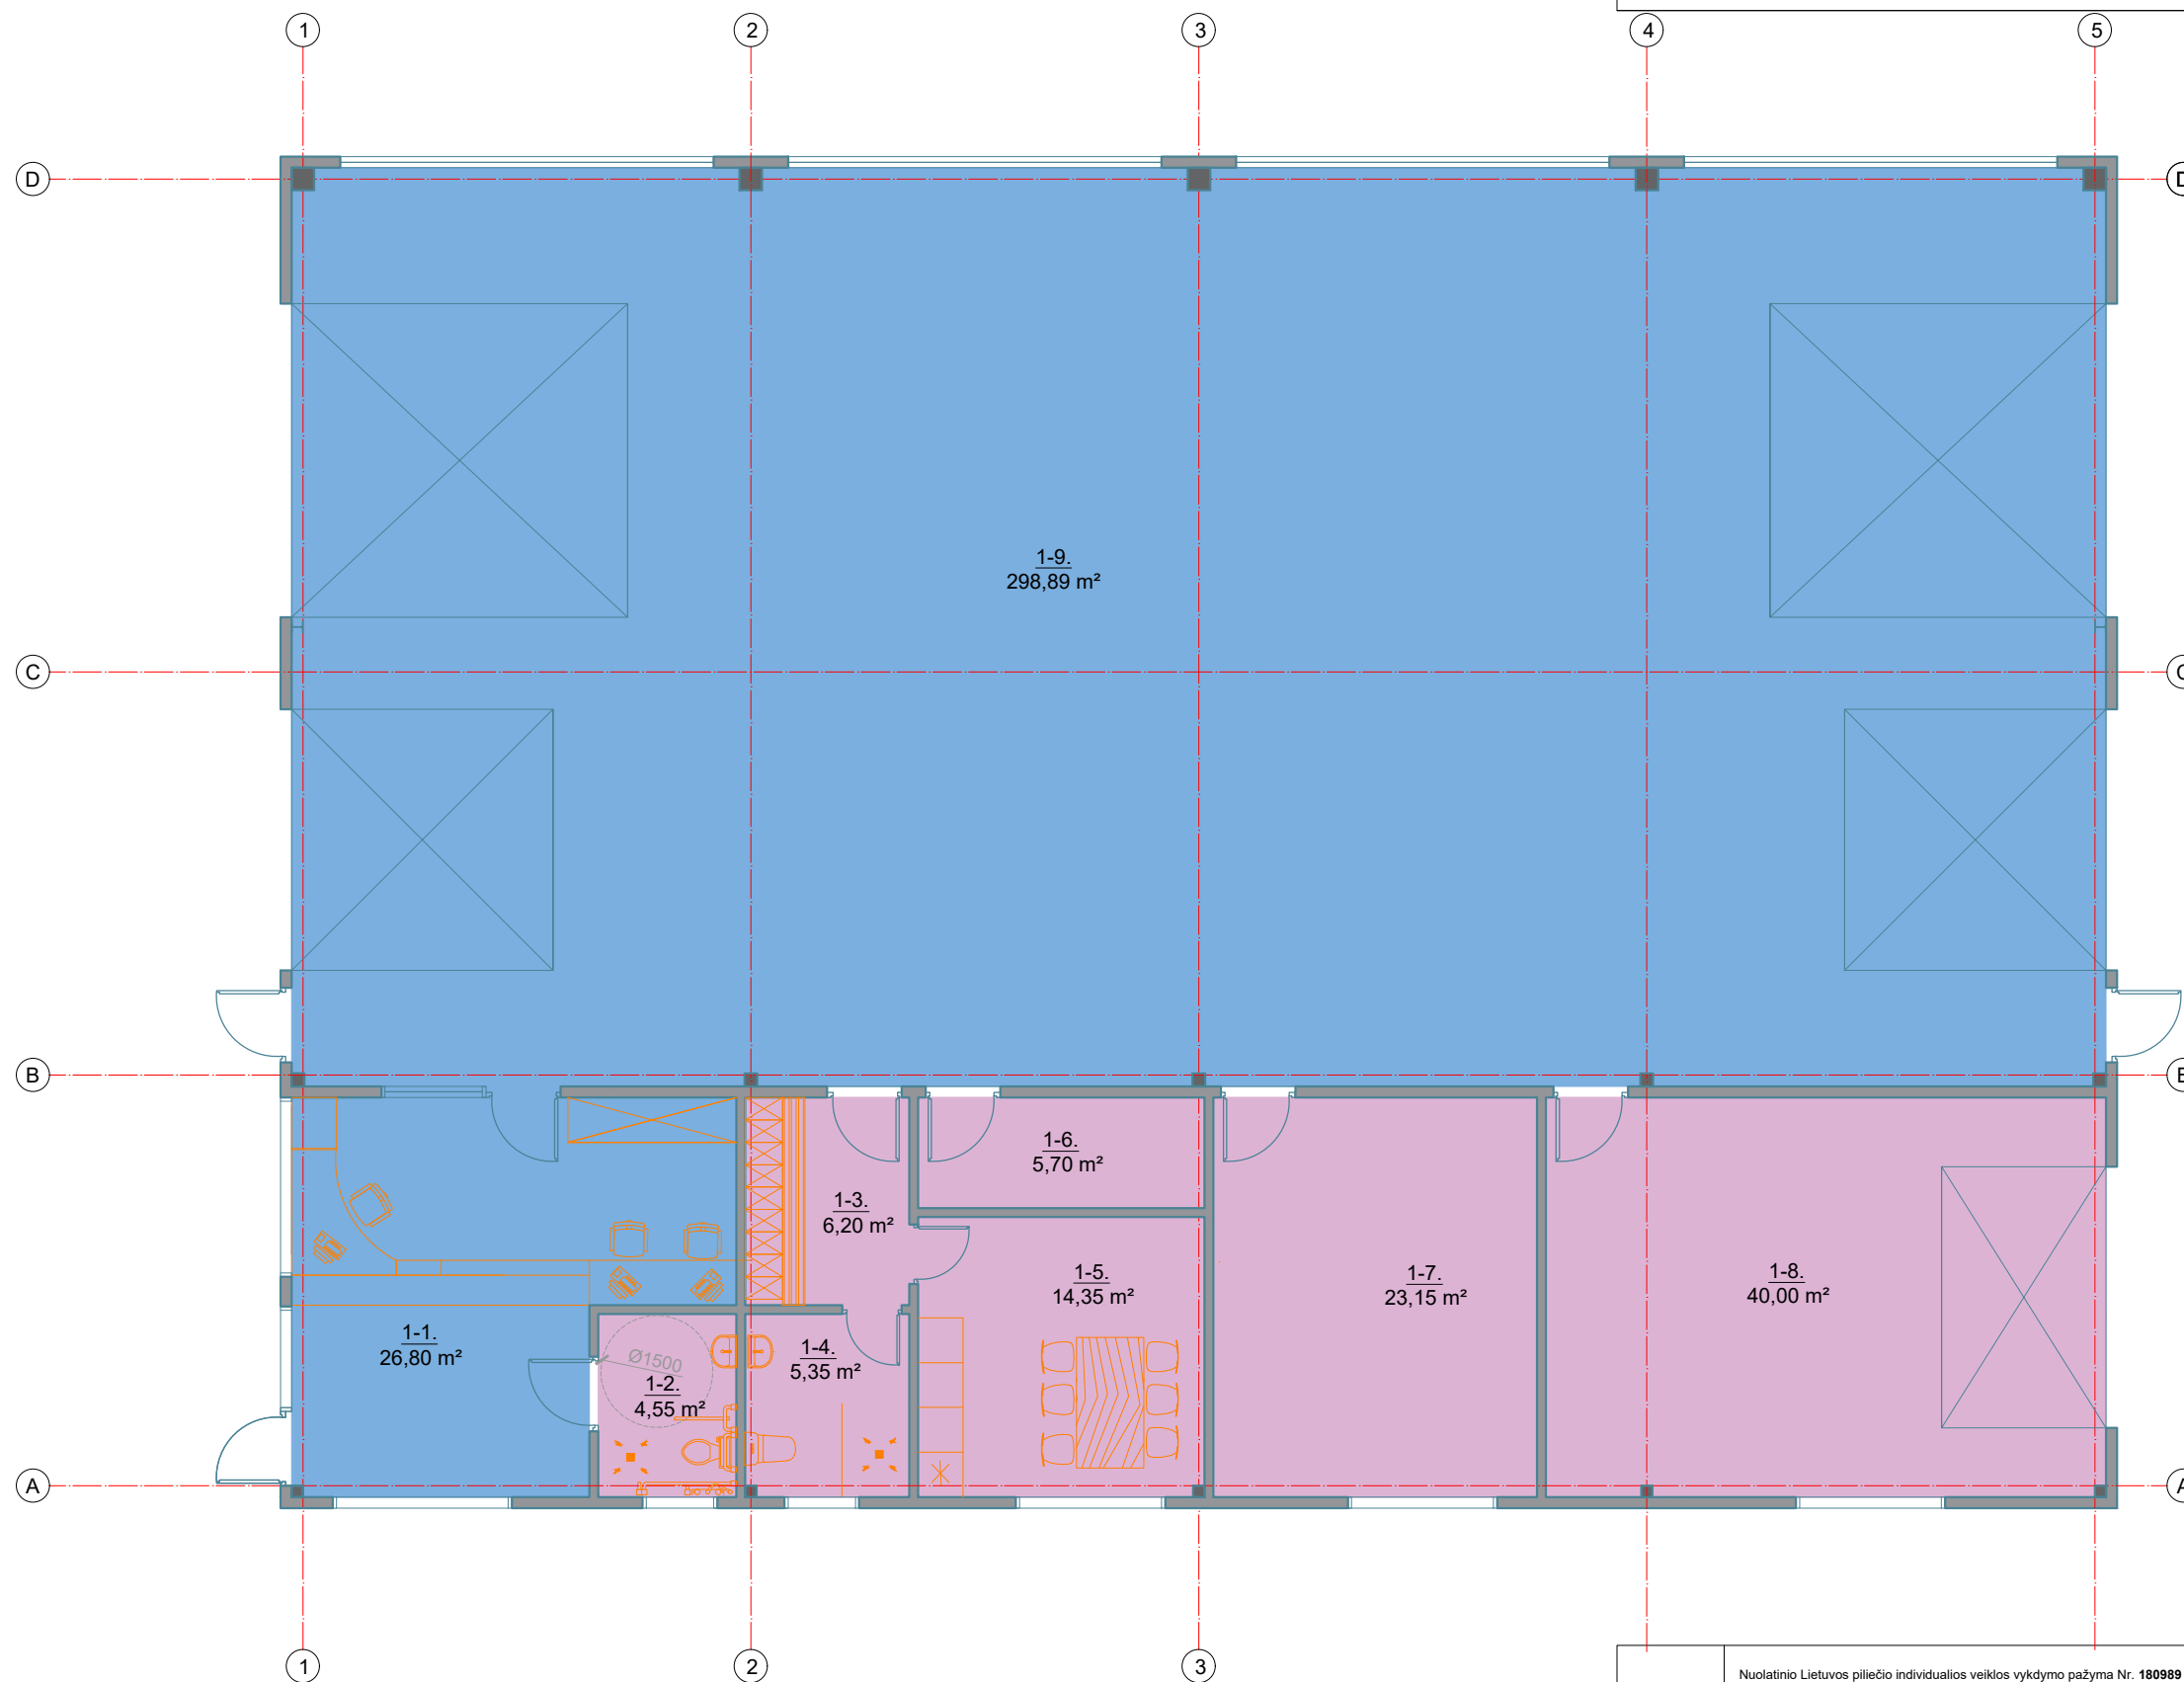 1 2 3 4 5
D D
1-9.
298,89 m²
C
B
1-6.
5,70 m²
1-3.
6,20 m²
1-5.
14,35 m²
1-7.
23,15 m²
1-8.
40,00 m²
1-1.
26,80 m²
Ø1500
1-4.
5,35 m²
1-2.
4,55 m²
A A
1 2 3
Nuolatinio Lietuvos piliečio individualios veiklos vykdymo pažyma Nr. 180989